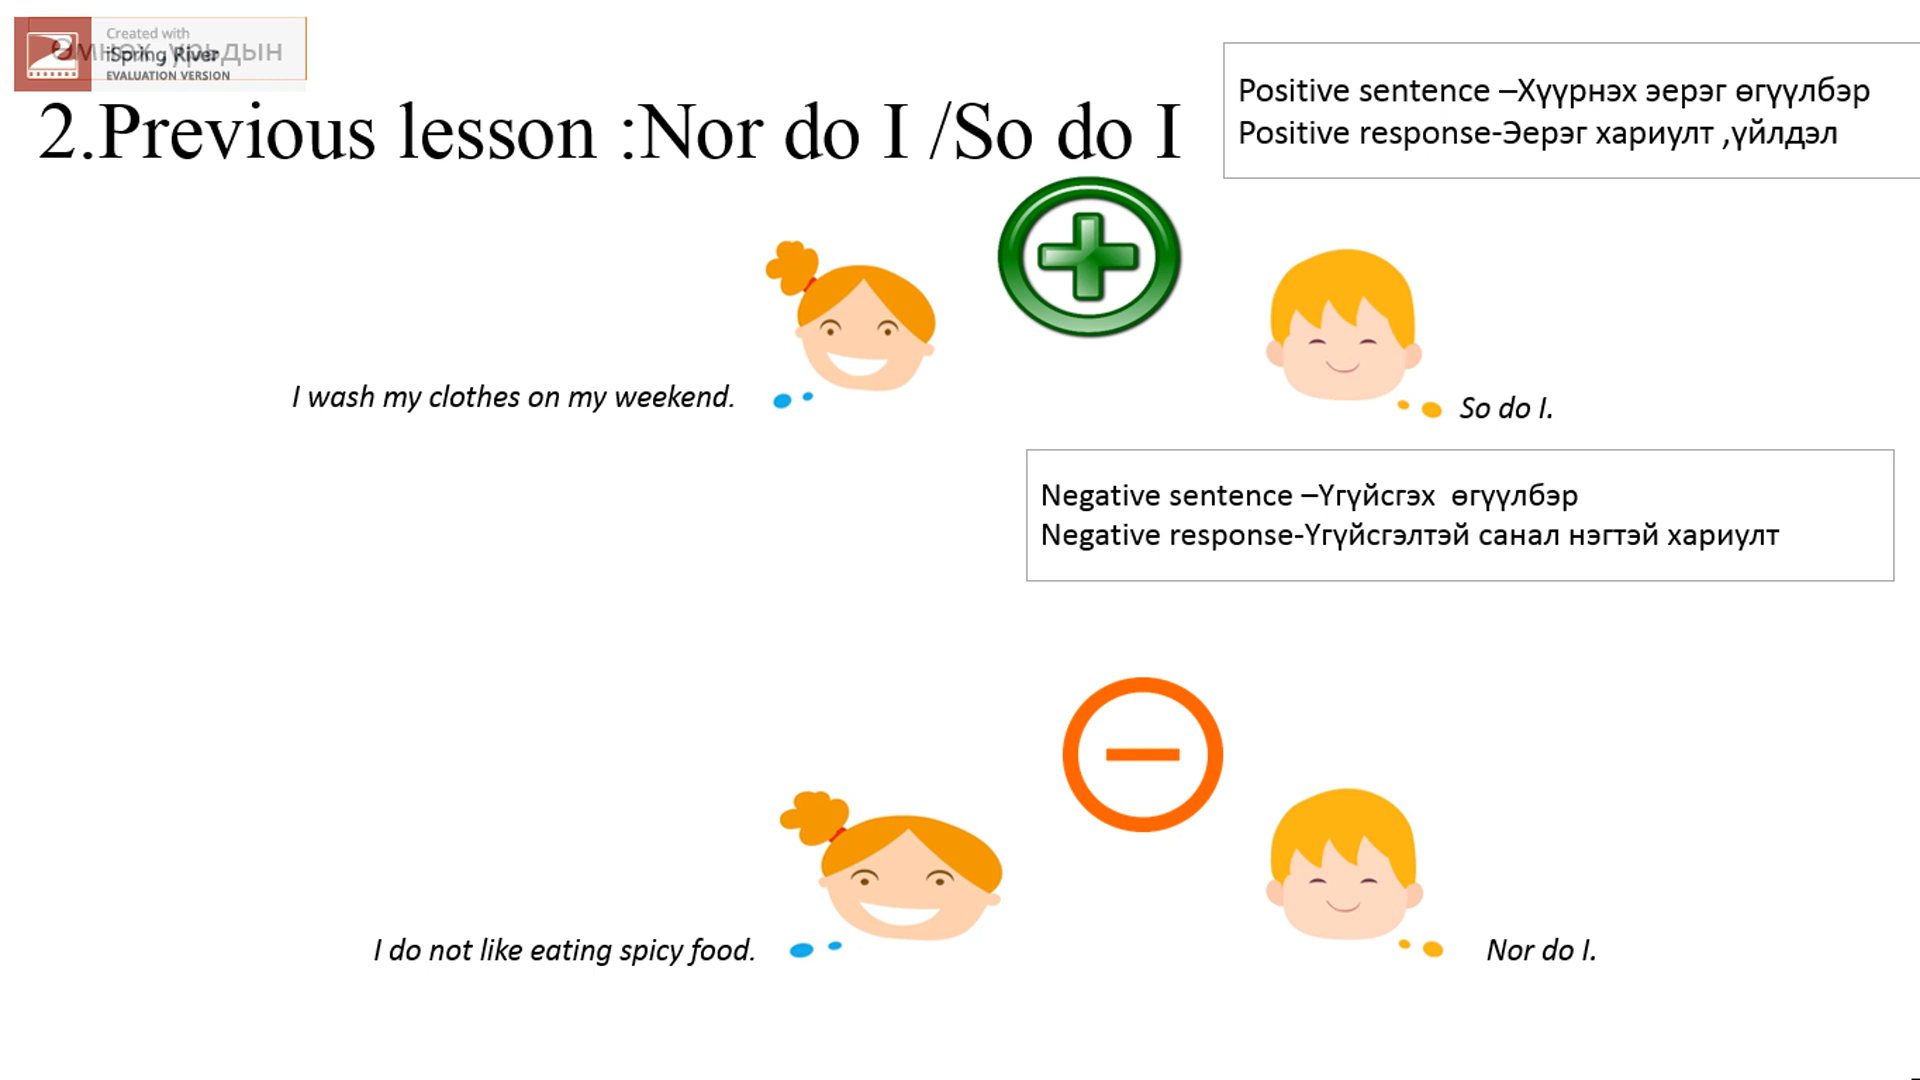 Created with
iSpring River
EVALUATION VERSION
Өмнөх урьдын
2.Previous lesson :Nor do I /So do I
Positive sentence –Хүүрнэх эерэг өгүүлбэр
Positive response-Эерэг хариулт ,үйлдэл
I wash my clothes on my weekend.
So do I.
Negative sentence –Үгүйсгэх өгүүлбэр
Negative response-Үгүйсгэлтэй санал нэгтэй хариулт
I do not like eating spicy food.
Nor do I.